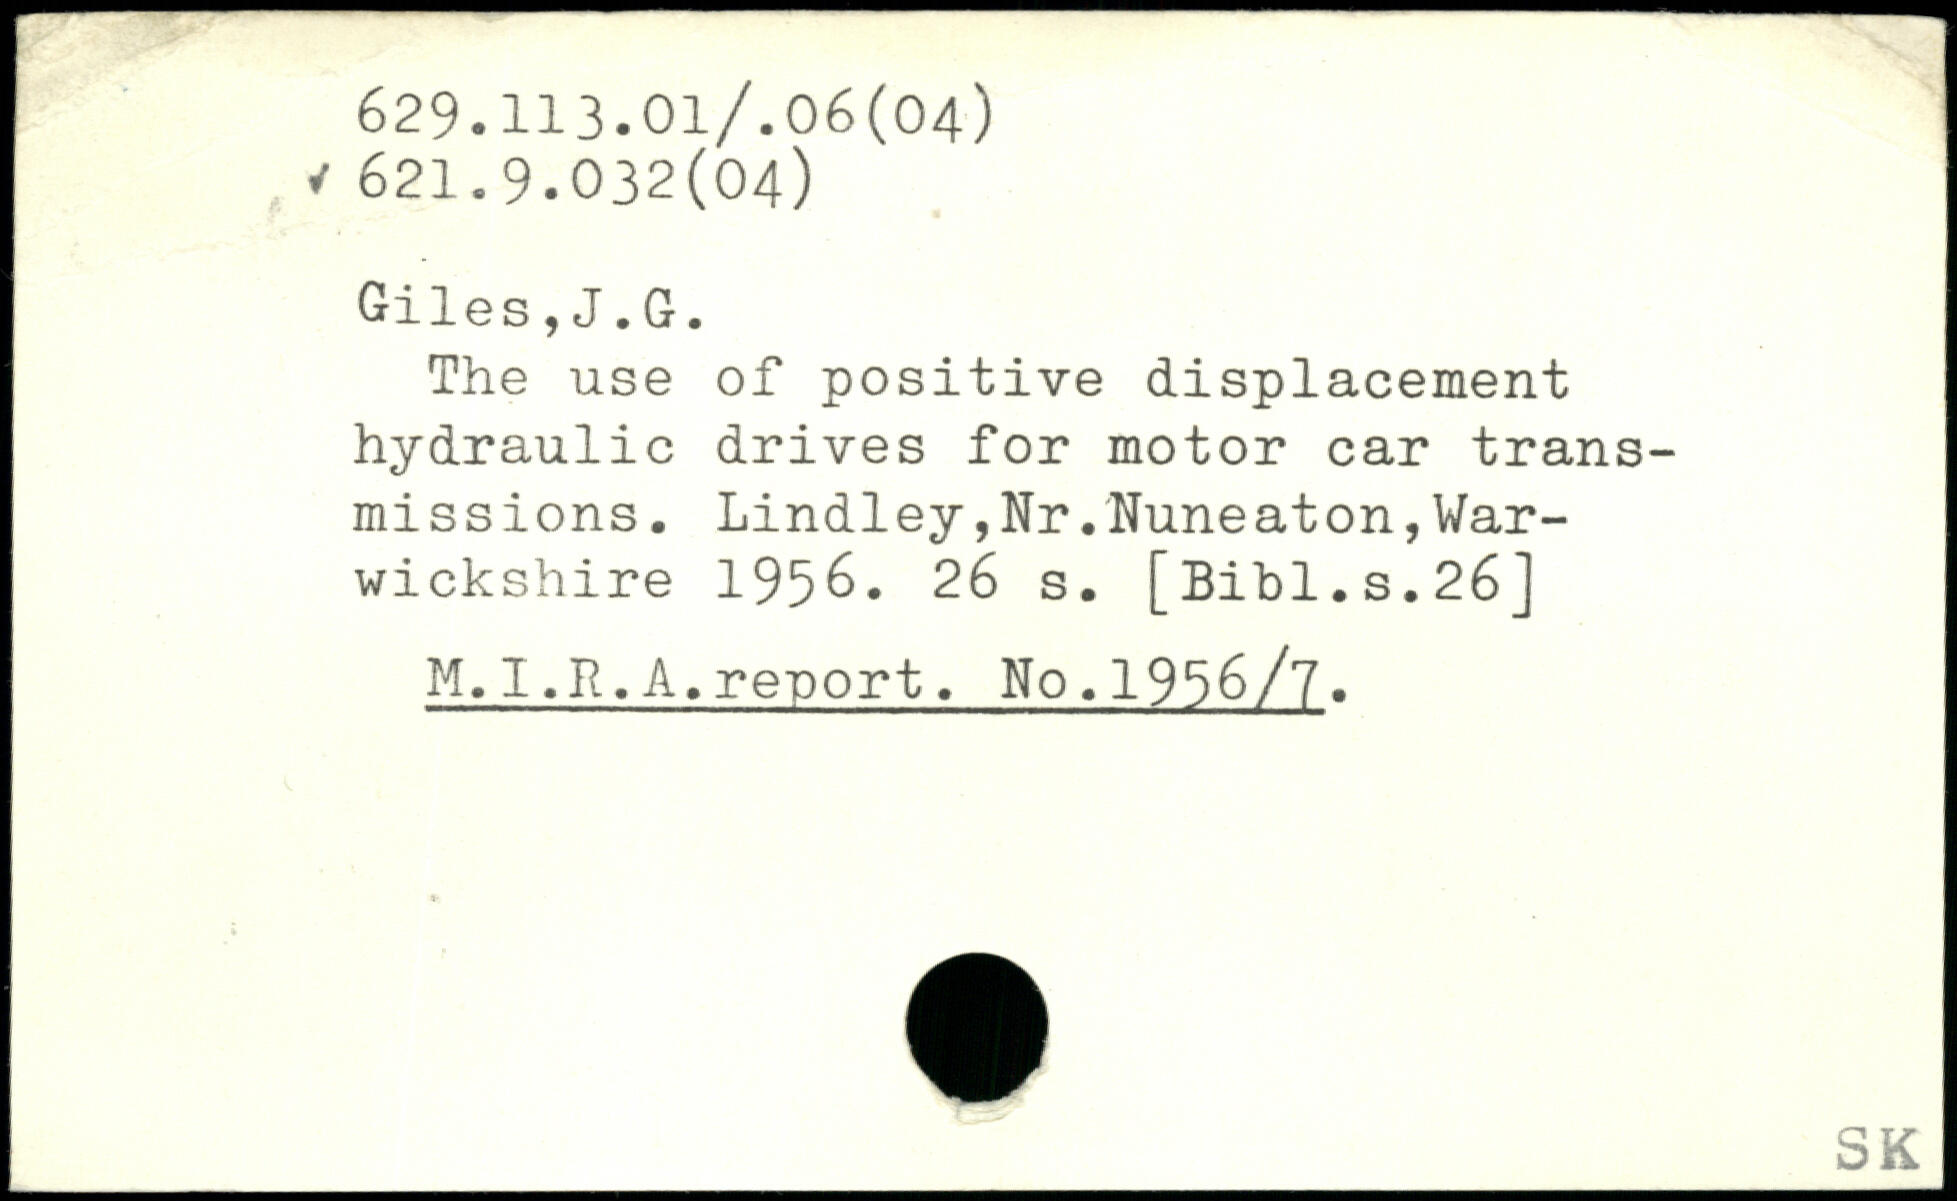 629.113.01/.06(04)
✓ 621.9.032(04)
Giles,J.G.
The use of positive displacement
hydraulic drives for motor car trans-
missions. Lindley,Nr.Nuneaton,War-
wickshire 1956. 26 s. [Bibl.s.26]
M.I.R.A.report. No.1956/7.
SK